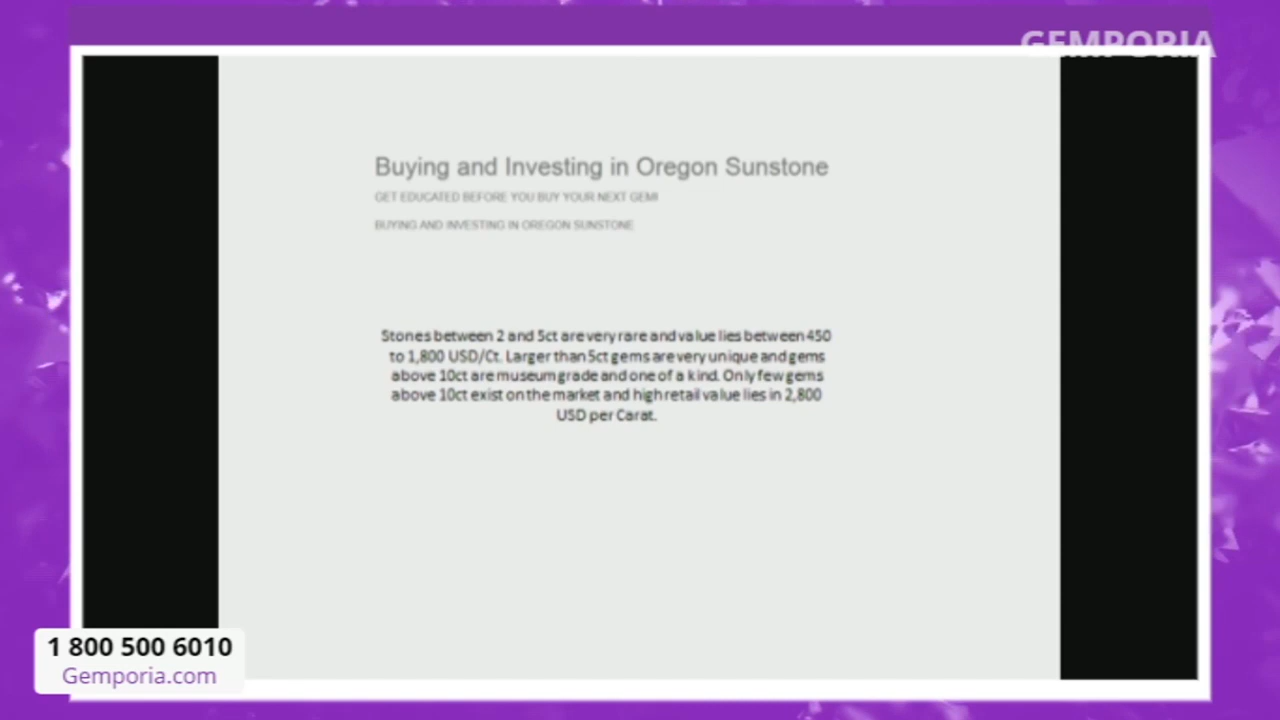 GEMPORIA
Buying and Investing in Oregon Sunstone
GET EDUCATED BEFORE YOU BUY YOUR NEXT GEM!
BUYING AND INVESTING IN OREGON SUNSTONE
Stones between 2 and 5ct are very rare and value lies between 450
to 1,800 USD/Ct. Larger than 5ct gems are very unique and gems
above 10ct are museum grade and one of a kind. Only few gems
above 10ct exist on the market and high retail value lies in 2,800
USD per Carat.
1 800 500 6010
Gemporia.com